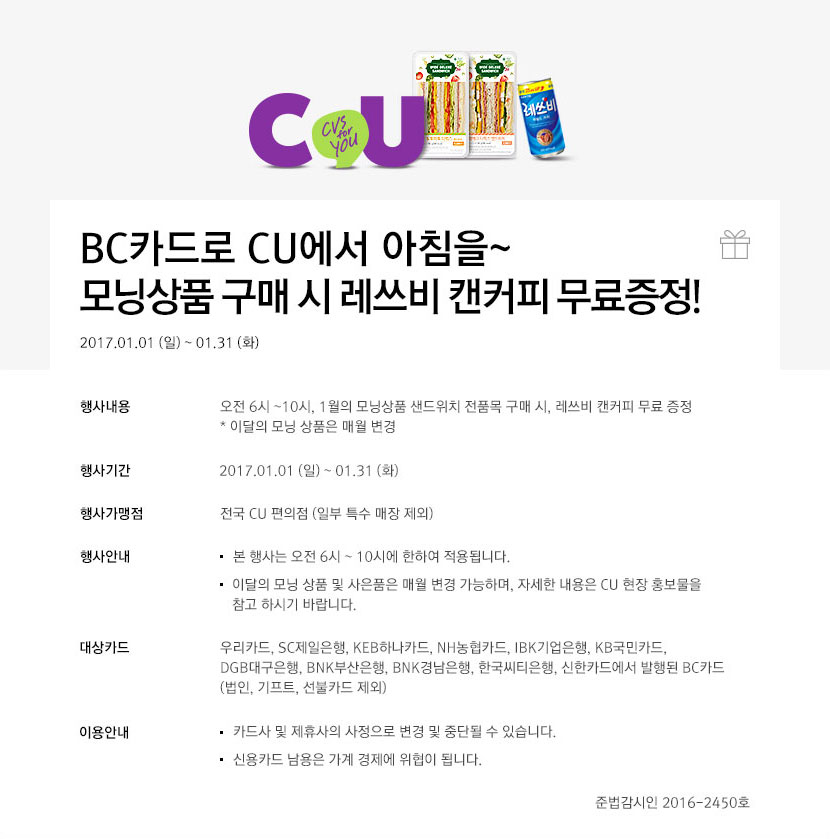 CU
CVS
for
YOU
레쓰비
BC카드로 CU에서 아침을~
모닝상품 구매 시 레쓰비 캔커피 무료증정!
2017.01.01 (일) ~ 01.31 (화)
행사내용 오전 6시 ~10시, 1월의 모닝상품 샌드위치 전품목 구매 시, 레쓰비 캔커피 무료 증정
* 이달의 모닝 상품은 매월 변경
행사기간 2017.01.01 (일) ~ 01.31 (화)
행사가맹점 전국 CU 편의점 (일부 특수 매장 제외)
행사안내 ▪ 본 행사는 오전 6시 ~ 10시에 한하여 적용됩니다.
▪ 이달의 모닝 상품 및 사은품은 매월 변경 가능하며, 자세한 내용은 CU 현장 홍보물을
참고 하시기 바랍니다.
대상카드 우리카드, SC제일은행, KEB하나카드, NH농협카드, IBK기업은행, KB국민카드,
DGB대구은행, BNK부산은행, BNK경남은행, 한국씨티은행, 신한카드에서 발행된 BC카드
(법인, 기프트, 선불카드 제외)
이용안내 ▪ 카드사 및 제휴사의 사정으로 변경 및 중단될 수 있습니다.
▪ 신용카드 남용은 가계 경제에 위협이 됩니다.
준법감시인 2016-2450호